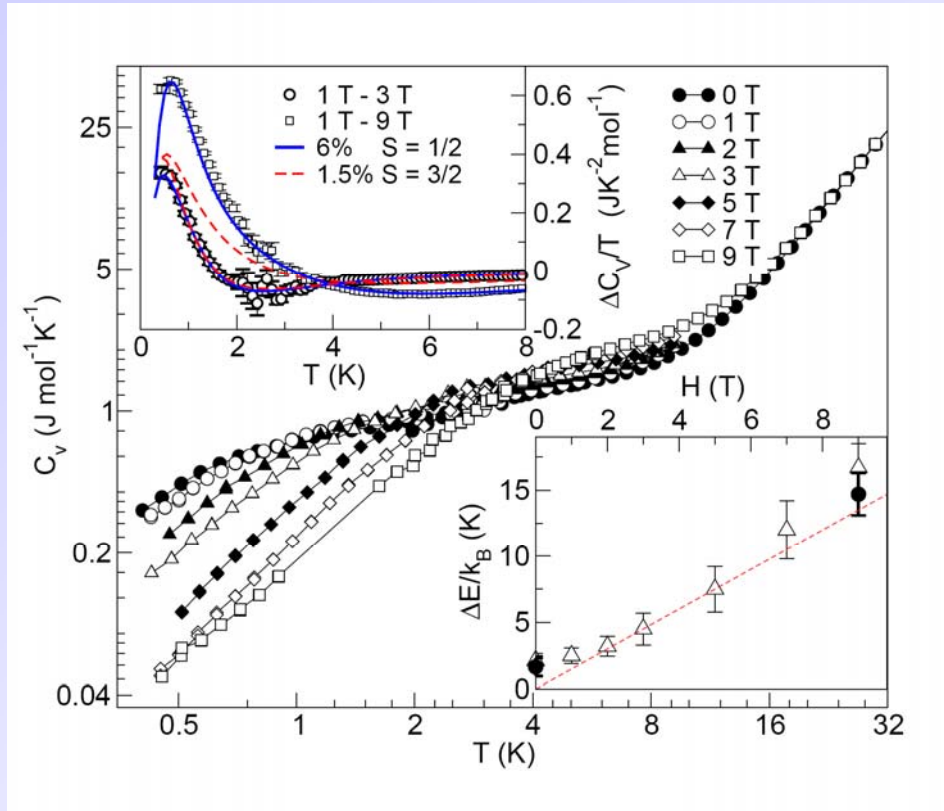 1 T - 3 T
1 T - 9 T
6% S = 1/2
1.5% S = 3/2
0.6
0.4
0.2
0
-0.2
ΔCᵥ/T (JK⁻² mol⁻¹)
0 2 4 6 8
T (K)
0 T
1 T
2 T
3 T
5 T
7 T
9 T
25
5
1
0.2
0.04
Cᵥ (J mol⁻¹K⁻¹)
H (T)
0 2 4 6 8
15
10
5
0
ΔE/k_B (K)
0.5 1 2 4 8 16 32
T (K)